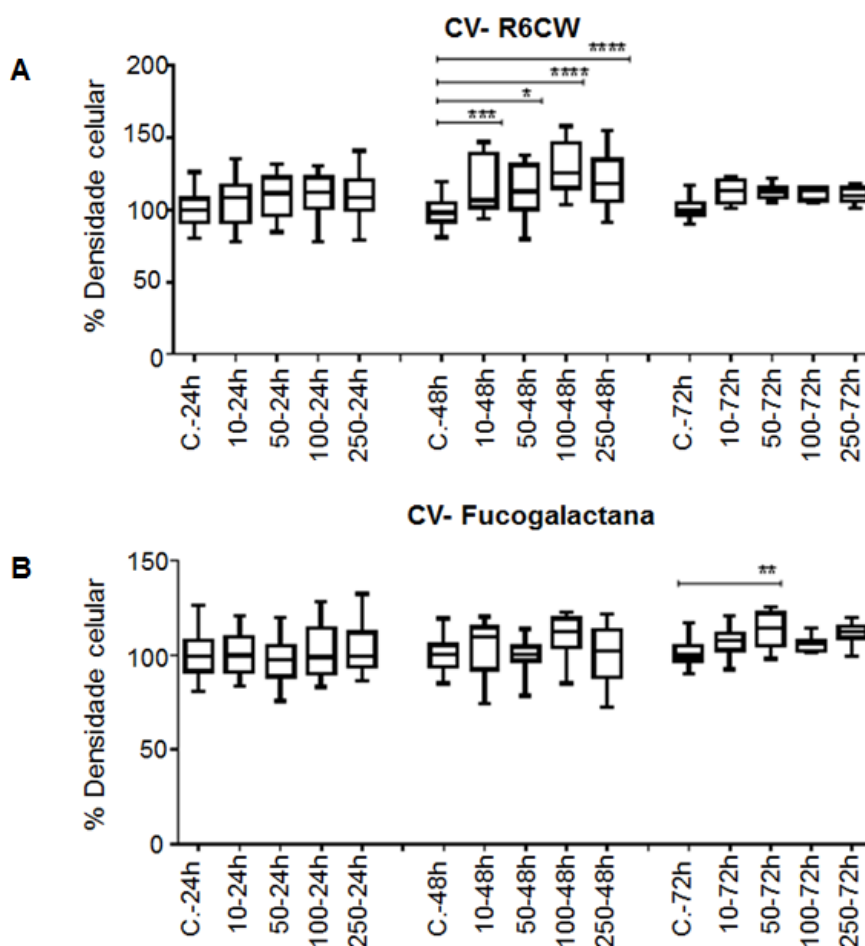 CV- R6CW
A
% Densidade celular
200
150
100
50
0
****
****
*
***
C.-24h
10-24h
50-24h
100-24h
250-24h
C.-48h
10-48h
50-48h
100-48h
250-48h
C.-72h
10-72h
50-72h
100-72h
250-72h
CV- Fucogalactana
B
% Densidade celular
150
100
50
0
**
C.-24h
10-24h
50-24h
100-24h
250-24h
C.-48h
10-48h
50-48h
100-48h
250-48h
C.-72h
10-72h
50-72h
100-72h
250-72h